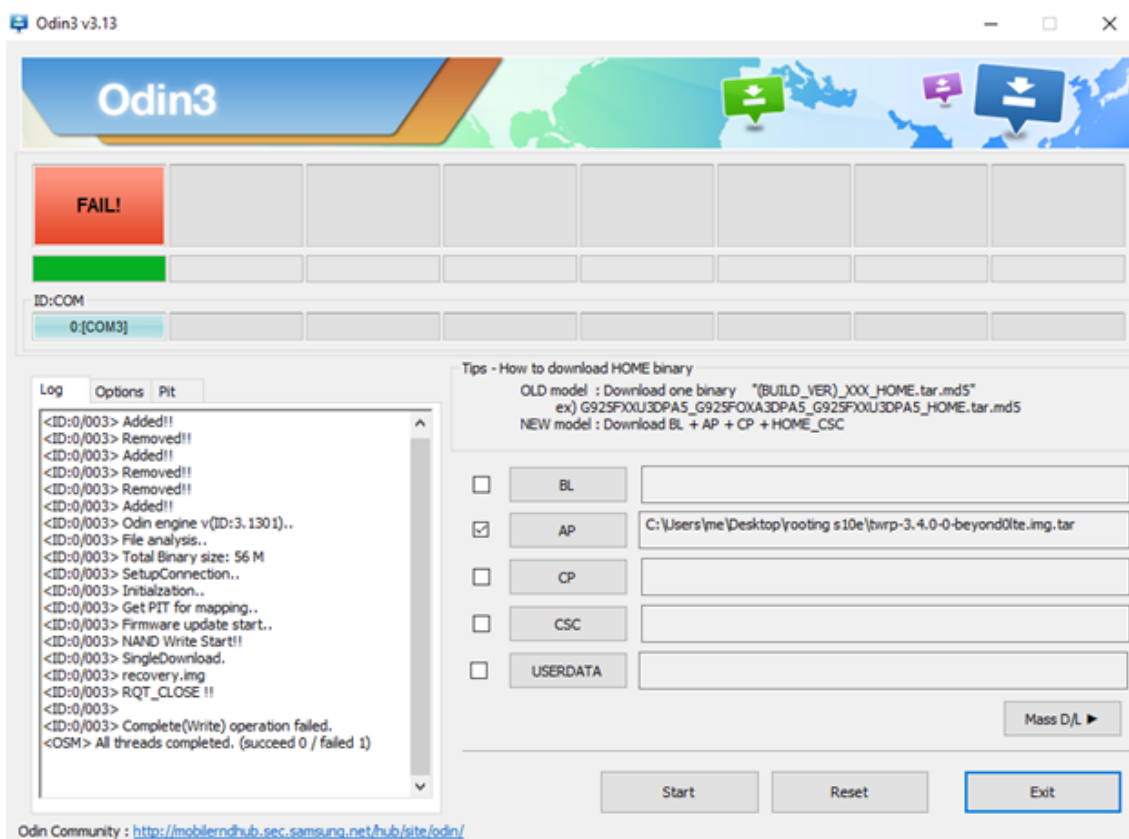 Odin3 v3.13
Odin3
FAIL!
ID:COM
0:[COM3]
Log
Options
Pit
<ID:0/003> Added!!
<ID:0/003> Removed!!
<ID:0/003> Added!!
<ID:0/003> Removed!!
<ID:0/003> Removed!!
<ID:0/003> Added!!
<ID:0/003> Odin engine v(ID:3.1301)..
<ID:0/003> File analysis..
<ID:0/003> Total Binary size: 56 M
<ID:0/003> SetupConnection..
<ID:0/003> Initialzation..
<ID:0/003> Get PIT for mapping..
<ID:0/003> Firmware update start..
<ID:0/003> NAND Write Start!!
<ID:0/003> SingleDownload.
<ID:0/003> recovery.img
<ID:0/003> RQT_CLOSE !!
<ID:0/003>
<ID:0/003> Complete(Write) operation failed.
<OSM> All threads completed. (succeed 0 / failed 1)
Tips - How to download HOME binary
OLD model : Download one binary "(BUILD_VER)_XXX_HOME.tar.md5"
ex) G925FXXU3DPA5_G925FOXA3DPA5_G925FXXU3DPA5_HOME.tar.md5
NEW model : Download BL + AP + CP + HOME_CSC
BL
AP
C:\Users\me\Desktop\rooting s10e\twrp-3.4.0-0-beyond0lte.img.tar
CP
CSC
USERDATA
Mass D/L ►
Start
Reset
Exit
Odin Community : http://mobilerndhub.sec.samsung.net/hub/site/odin/